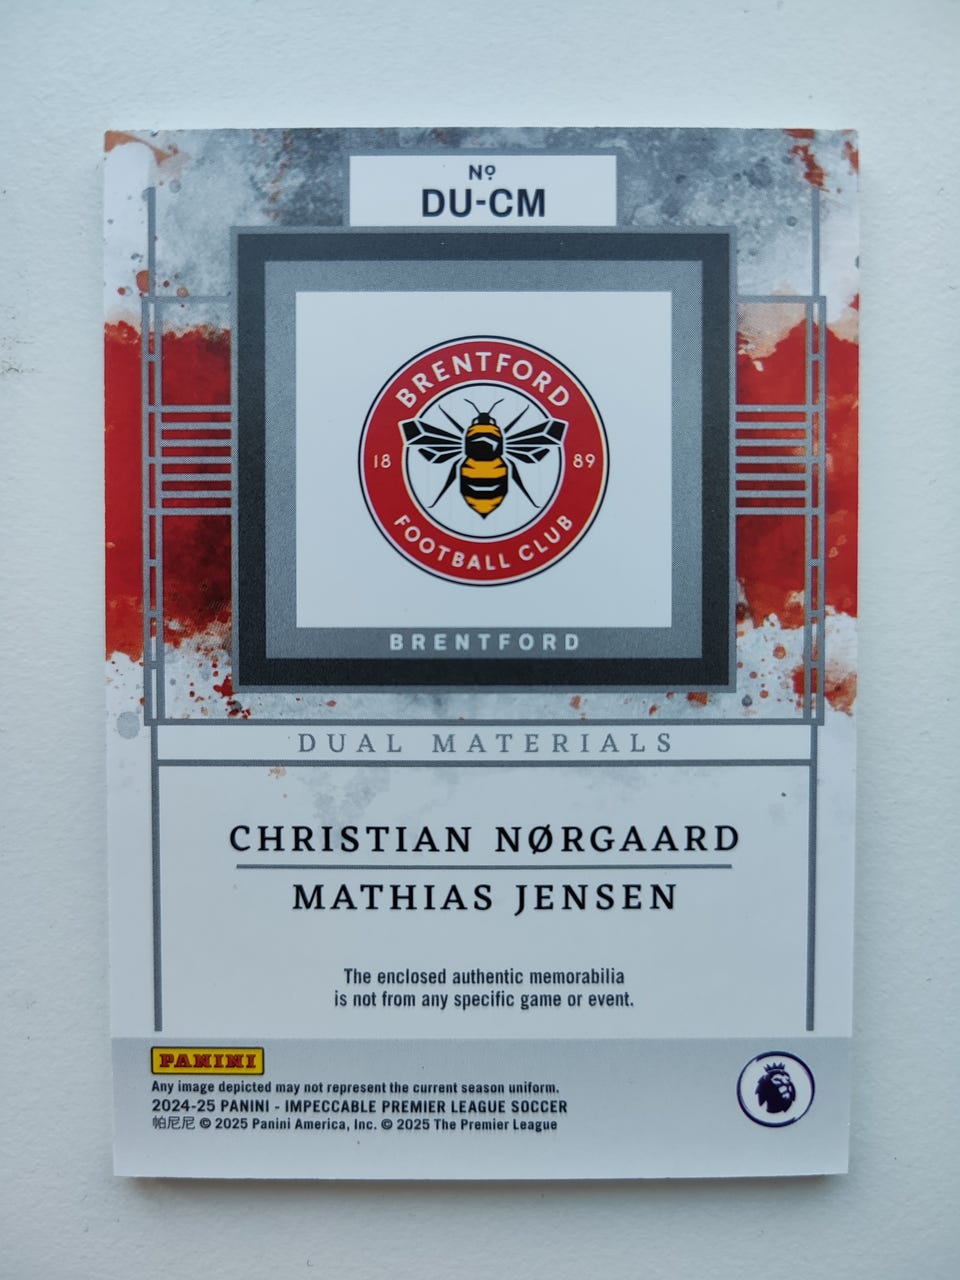 Nº
DU-CM
BRENTFORD
18 89
FOOTBALL CLUB
BRENTFORD
DUAL MATERIALS
CHRISTIAN NØRGAARD
MATHIAS JENSEN
The enclosed authentic memorabilia
is not from any specific game or event.
PANINI
Any image depicted may not represent the current season uniform.
2024-25 PANINI - IMPECCABLE PREMIER LEAGUE SOCCER
帕尼尼 © 2025 Panini America, Inc. © 2025 The Premier League